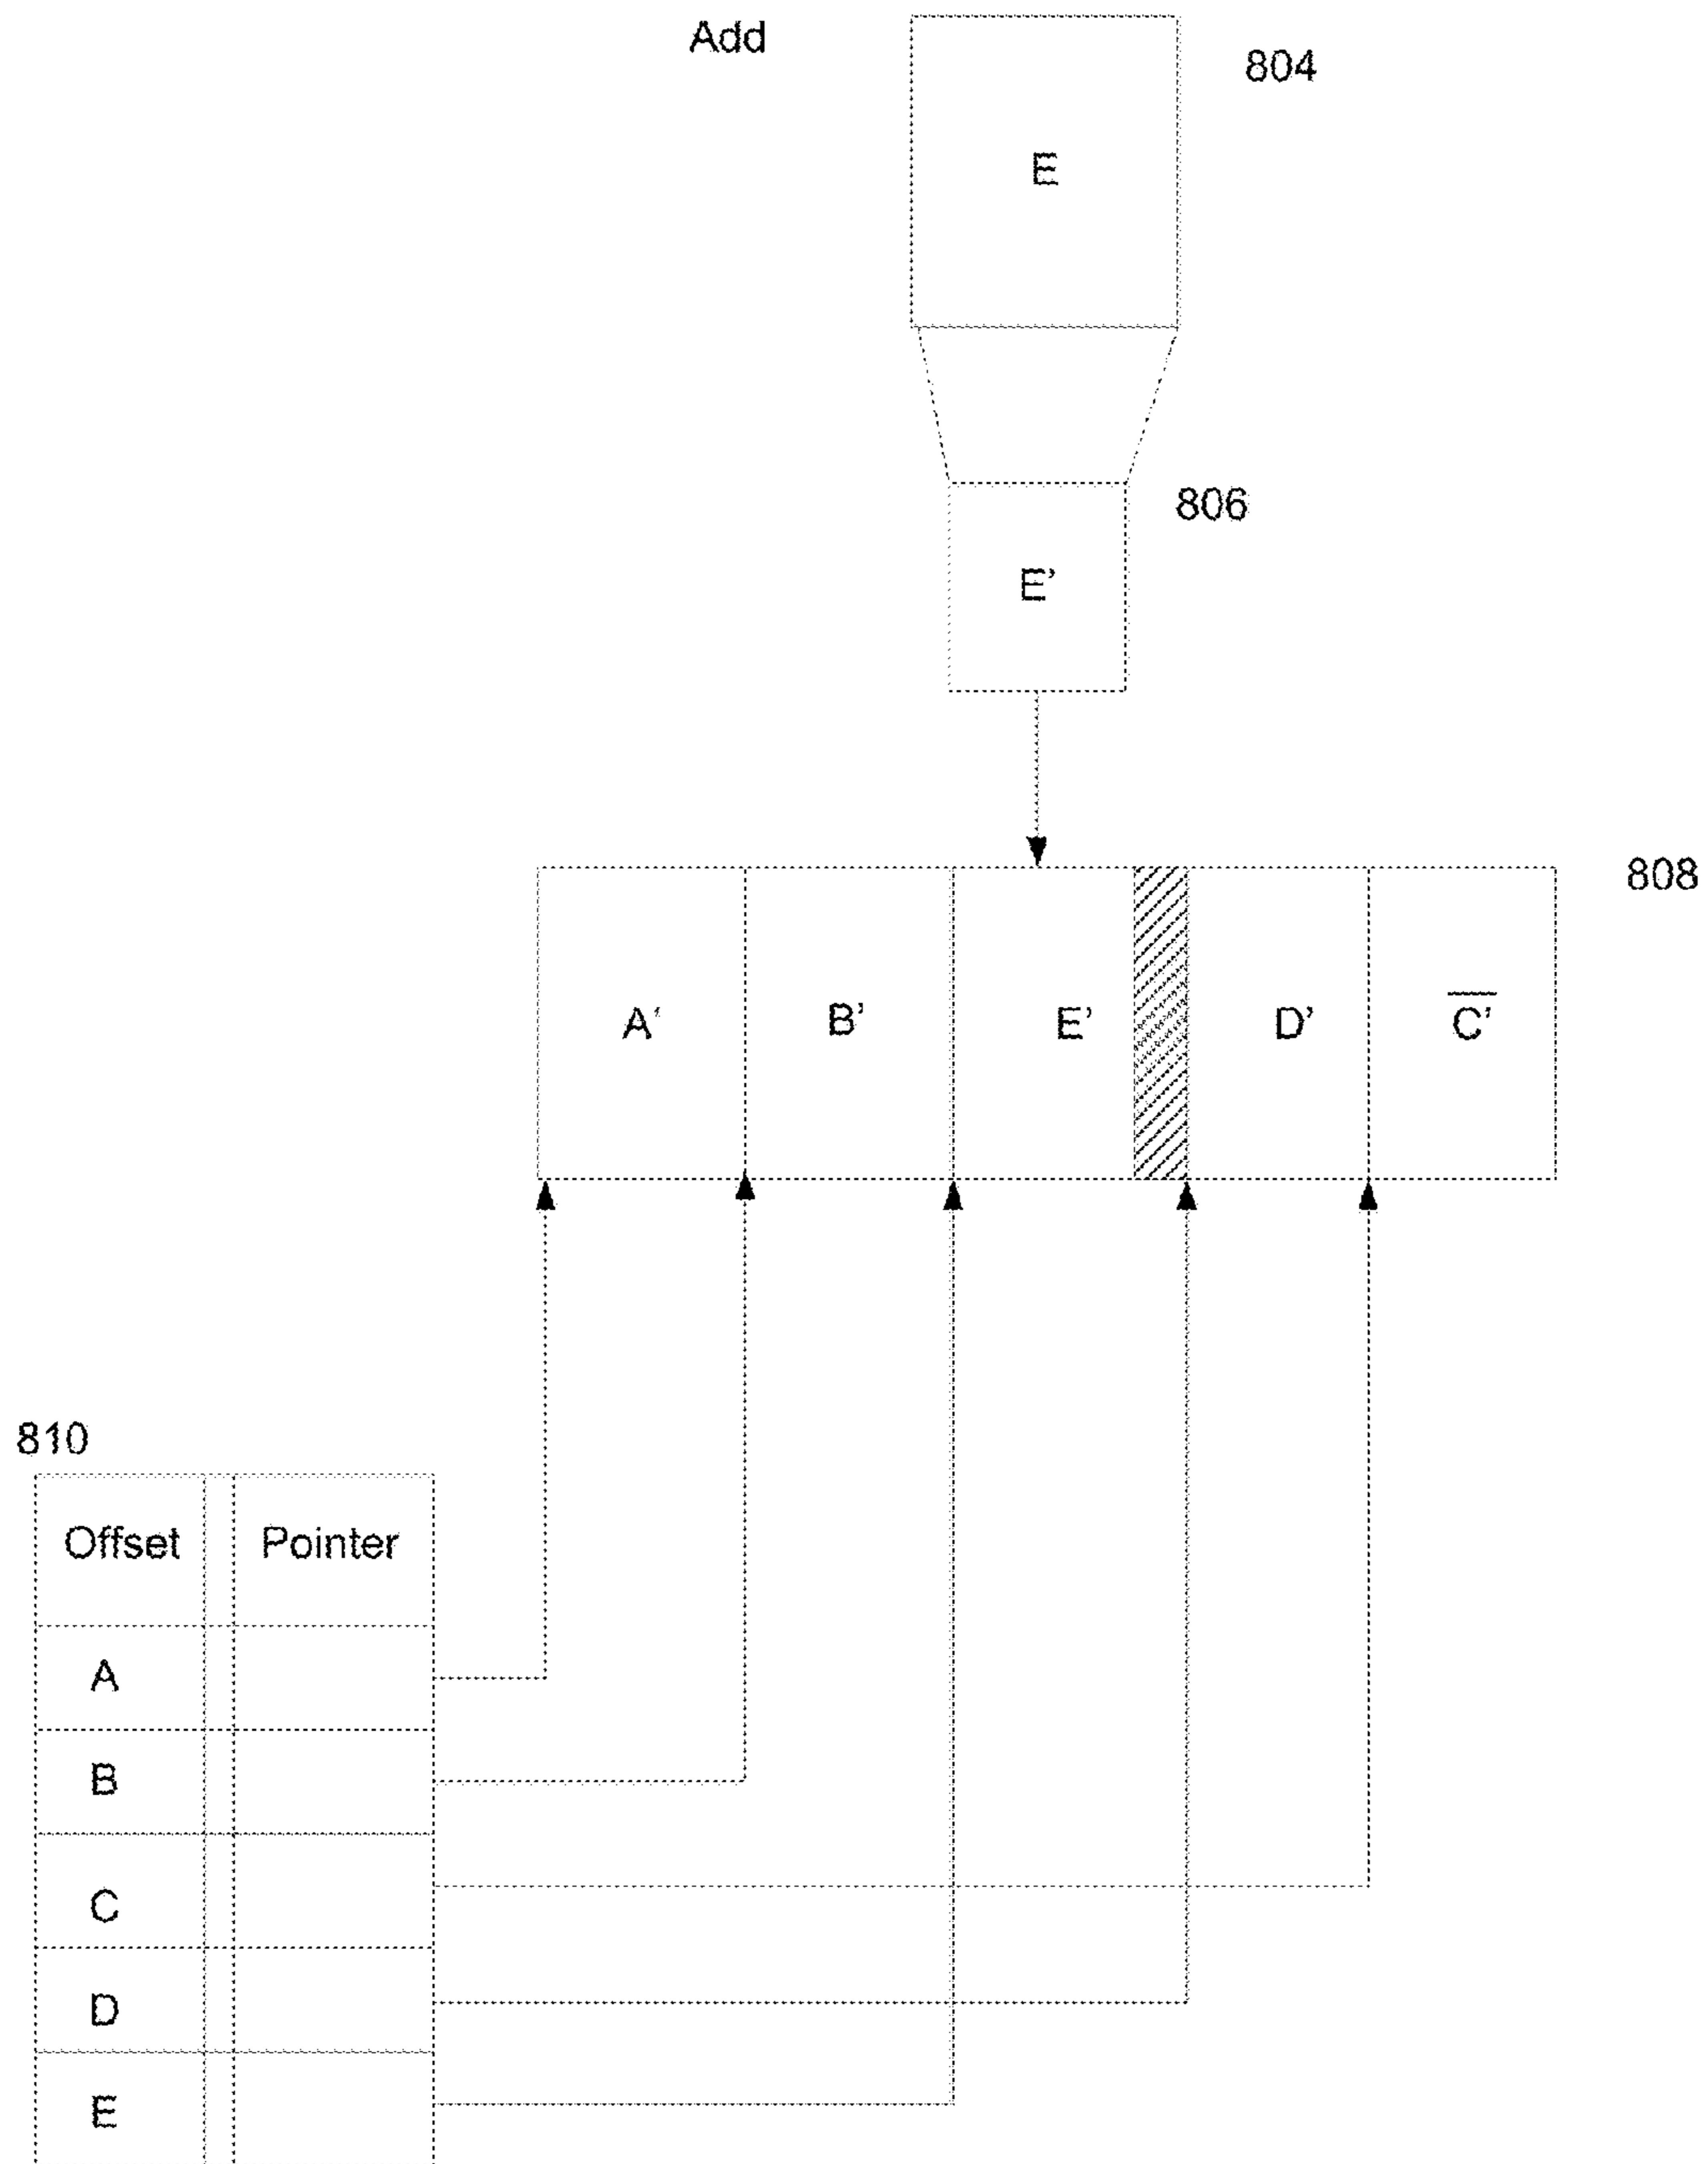 Add
804
E
806
E’
808
A’ B’ E’ D’ C̅’̅
810
Offset Pointer
A
B
C
D
E